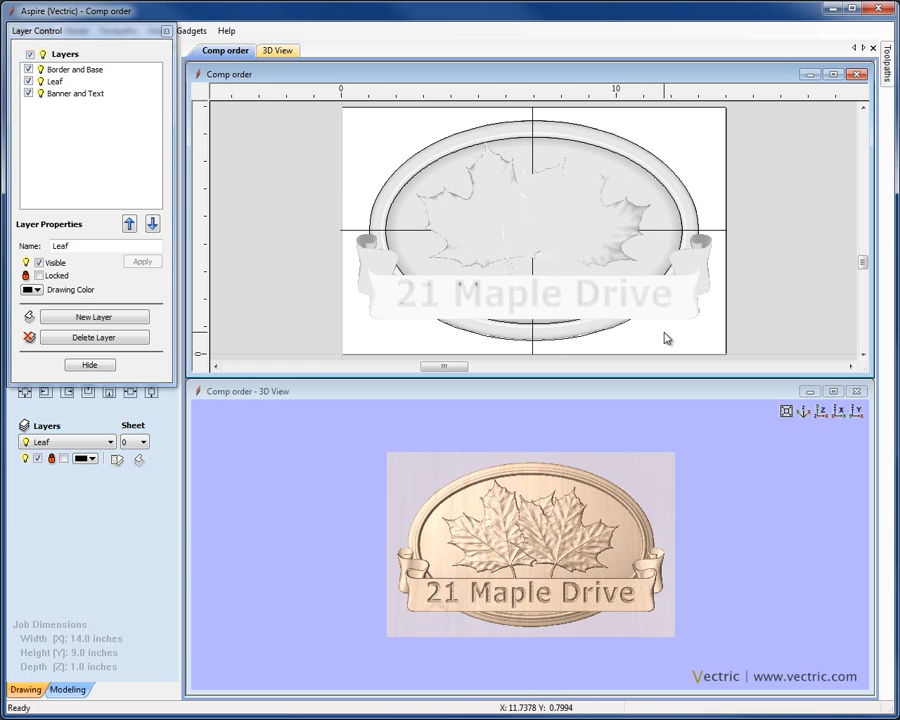 Aspire (Vectric) - Comp order
Layer Control
Gadgets Help
Layers
Border and Base
Leaf
Banner and Text
Layer Properties
Name: Leaf
Visible Apply
Locked
Drawing Color
New Layer
Delete Layer
Hide
Layers Sheet
Leaf 0
Job Dimensions
Width [X]: 14.0 inches
Height [Y]: 9.0 inches
Depth [Z]: 1.0 inches
Drawing Modeling
Ready
Comp order 3D View
Comp order
0 10
0
21 Maple Drive
Comp order - 3D View
Z X Y
21 Maple Drive
Vectric | www.vectric.com
X: 11.7378 Y: 0.7994
Toolpaths